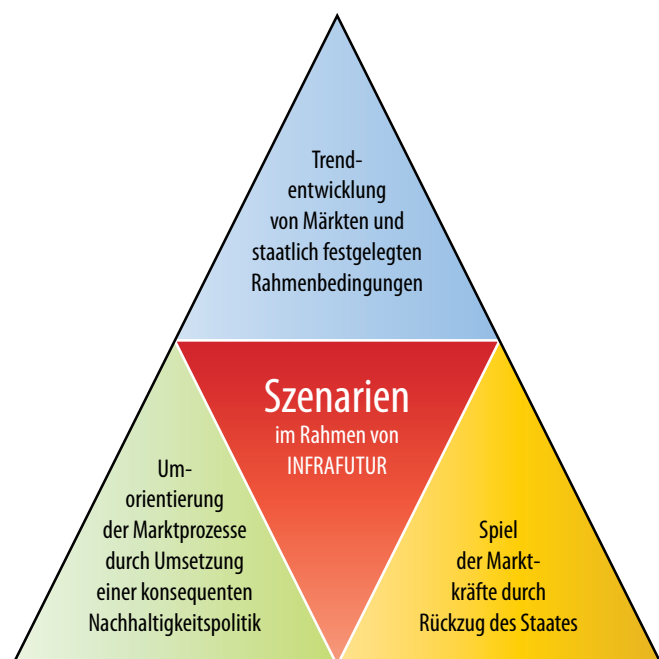 Trend-
entwicklung
von Märkten und
staatlich festgelegten
Rahmenbedingungen
Szenarien
im Rahmen von
INFRAFUTUR
Um-
orientierung
der Marktprozesse
durch Umsetzung
einer konsequenten
Nachhaltigkeitspolitik
Spiel
der Markt-
kräfte durch
Rückzug des Staates